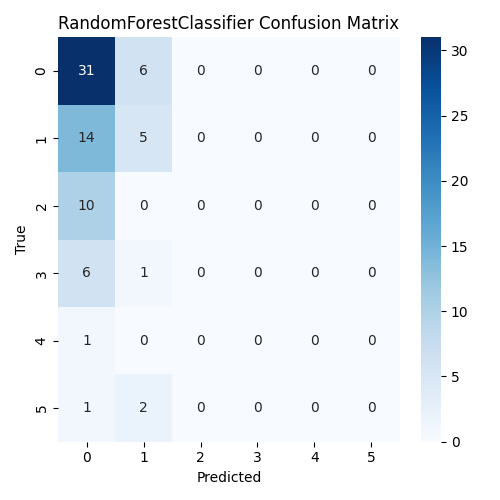 RandomForestClassifier Confusion Matrix
0 31 6 0 0 0 0
1 14 5 0 0 0 0
2 10 0 0 0 0 0
3 6 1 0 0 0 0
4 1 0 0 0 0 0
5 1 2 0 0 0 0
0 1 2 3 4 5
True
Predicted
30
25
20
15
10
5
0